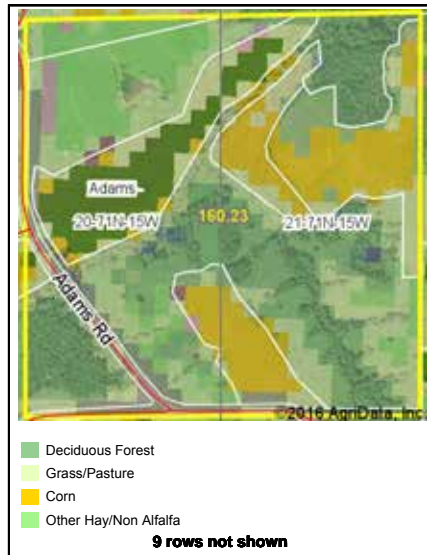 Adams
20-71N-15W
160.23
21-71N-15W
Adams Rd
©2016 AgriData, Inc.
Deciduous Forest
Grass/Pasture
Corn
Other Hay/Non Alfalfa
9 rows not shown